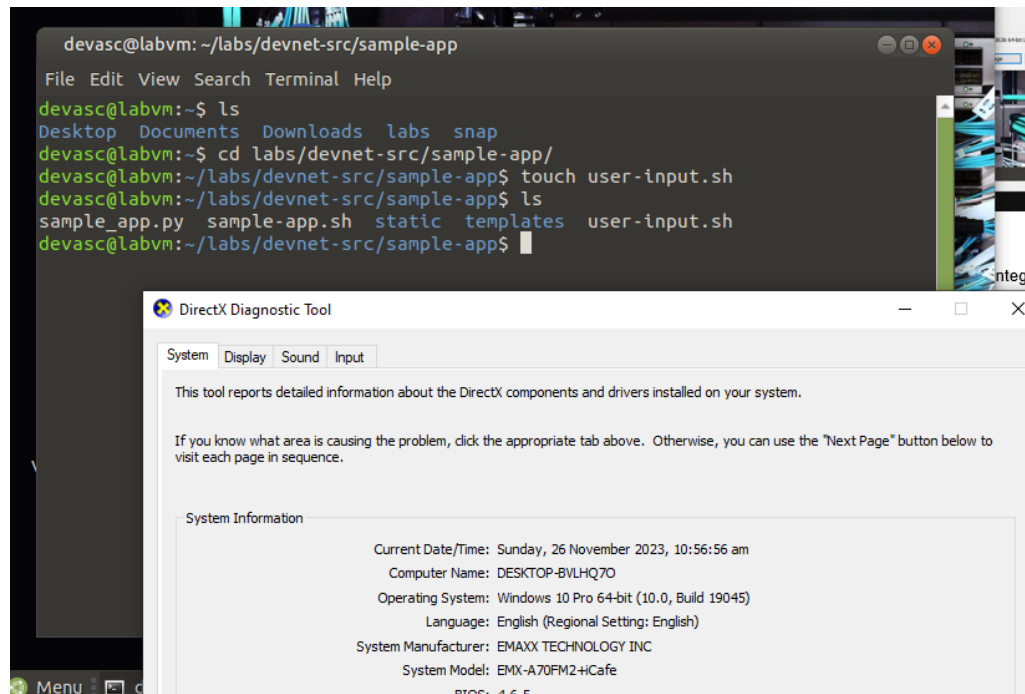 devasc@labvm: ~/labs/devnet-src/sample-app
File Edit View Search Terminal Help
devasc@labvm:~$ ls
Desktop Documents Downloads labs snap
devasc@labvm:~$ cd labs/devnet-src/sample-app/
devasc@labvm:~/labs/devnet-src/sample-app$ touch user-input.sh
devasc@labvm:~/labs/devnet-src/sample-app$ ls
sample_app.py sample-app.sh static templates user-input.sh
devasc@labvm:~/labs/devnet-src/sample-app$
DirectX Diagnostic Tool
System Display Sound Input
This tool reports detailed information about the DirectX components and drivers installed on your system.
If you know what area is causing the problem, click the appropriate tab above. Otherwise, you can use the "Next Page" button below to
visit each page in sequence.
System Information
Current Date/Time: Sunday, 26 November 2023, 10:56:56 am
Computer Name: DESKTOP-BVLHQ7O
Operating System: Windows 10 Pro 64-bit (10.0, Build 19045)
Language: English (Regional Setting: English)
System Manufacturer: EMAXX TECHNOLOGY INC
System Model: EMX-A70FM2+iCafe
BIOS: 4.6.5
Menu